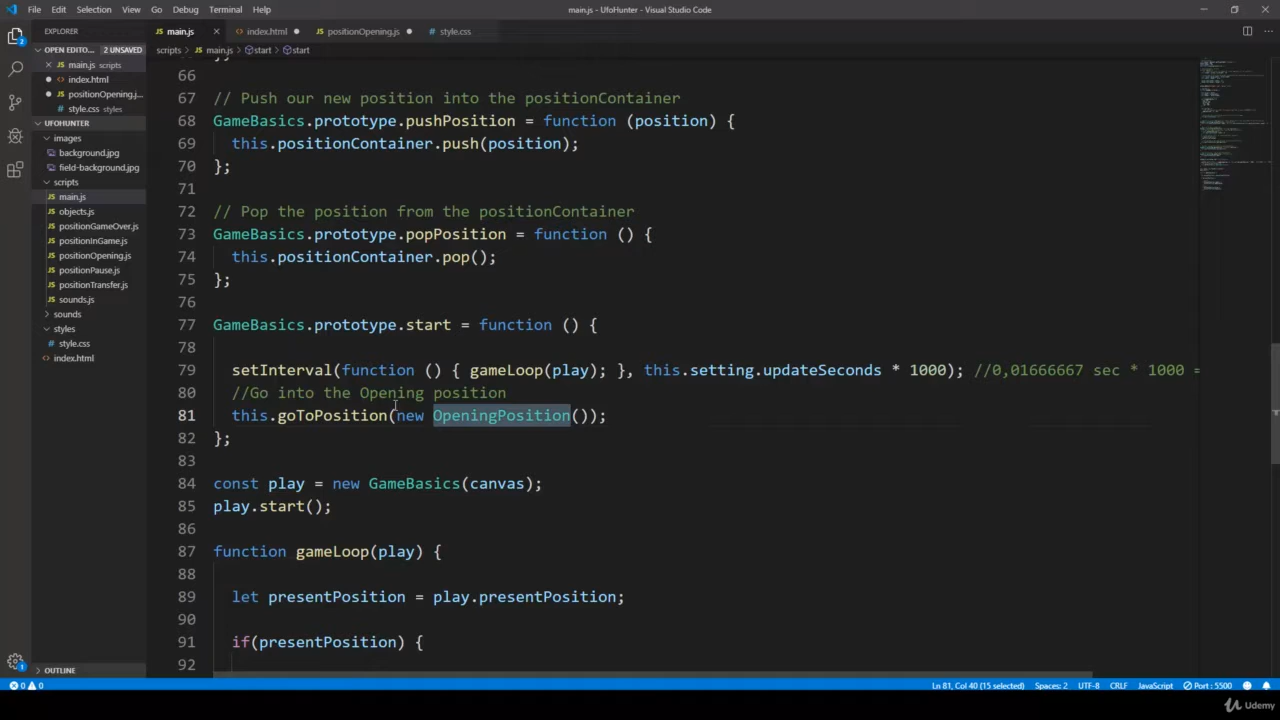 File Edit Selection View Go Debug Terminal Help main.js - UfoHunter - Visual Studio Code
EXPLORER main.js index.html positionOpening.js style.css
OPEN EDITO... 2 UNSAVED scripts > main.js > start > start
main.js scripts
index.html
positionOpening.j...
style.css styles
UFOHUNTER
images
background.jpg
field-background.jpg
scripts
main.js
objects.js
positionGameOver.js
positionInGame.js
positionOpening.js
positionPause.js
positionTransfer.js
sounds.js
sounds
styles
style.css
index.html
OUTLINE
66
67 // Push our new position into the positionContainer
68 GameBasics.prototype.pushPosition = function (position) {
69 this.positionContainer.push(position);
70 };
71
72 // Pop the position from the positionContainer
73 GameBasics.prototype.popPosition = function () {
74 this.positionContainer.pop();
75 };
76
77 GameBasics.prototype.start = function () {
78
79 setInterval(function () { gameLoop(play); }, this.setting.updateSeconds * 1000); //0,01666667 sec * 1000 =
80 //Go into the Opening position
81 this.goToPosition(new OpeningPosition());
82 };
83
84 const play = new GameBasics(canvas);
85 play.start();
86
87 function gameLoop(play) {
88
89 let presentPosition = play.presentPosition;
90
91 if(presentPosition) {
92
0 0 Ln 81, Col 40 (15 selected) Spaces: 2 UTF-8 CRLF JavaScript Port : 5500
Udemy